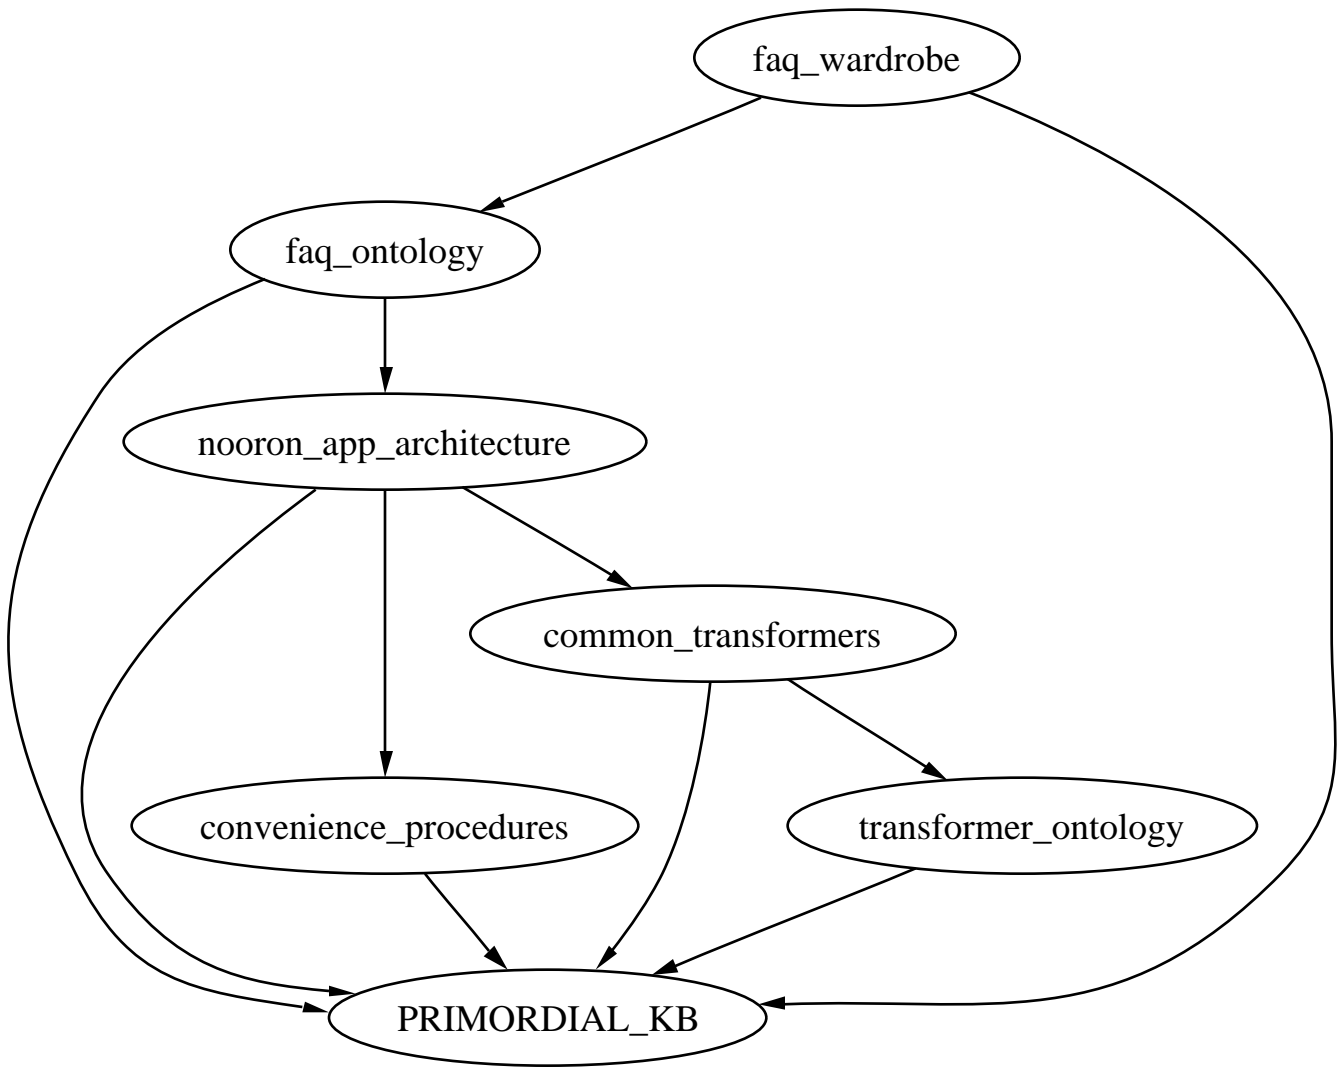 faq_wardrobe
faq_ontology
nooron_app_architecture
common_transformers
convenience_procedures
transformer_ontology
PRIMORDIAL_KB